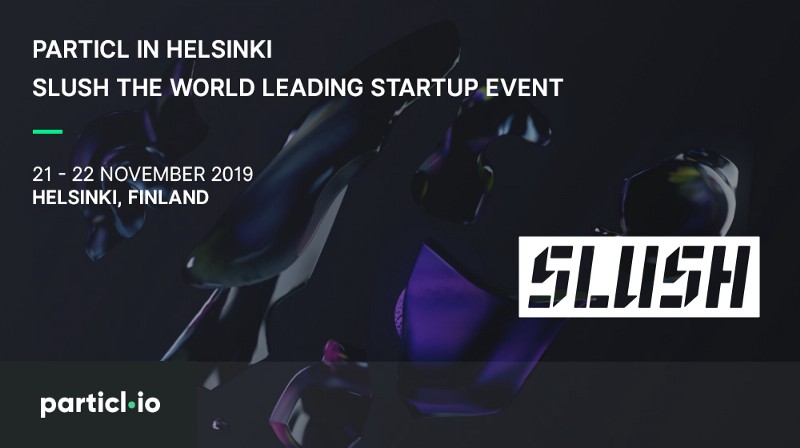 PARTICL IN HELSINKI
SLUSH THE WORLD LEADING STARTUP EVENT
21 - 22 NOVEMBER 2019
HELSINKI, FINLAND
SLUSH
particl•io